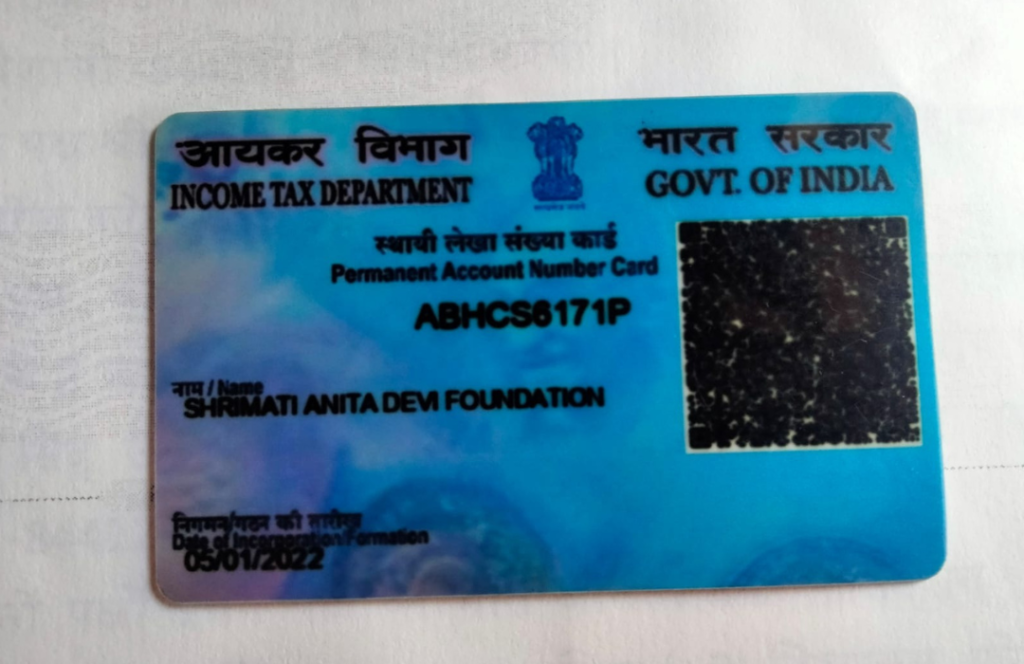 आयकर विभाग
INCOME TAX DEPARTMENT
भारत सरकार
GOVT. OF INDIA
स्थायी लेखा संख्या कार्ड
Permanent Account Number Card
ABHCS6171P
नाम / Name
SHRIMATI ANITA DEVI FOUNDATION
निगमन/गठन की तारीख
Date of Incorporation/Formation
05/01/2022